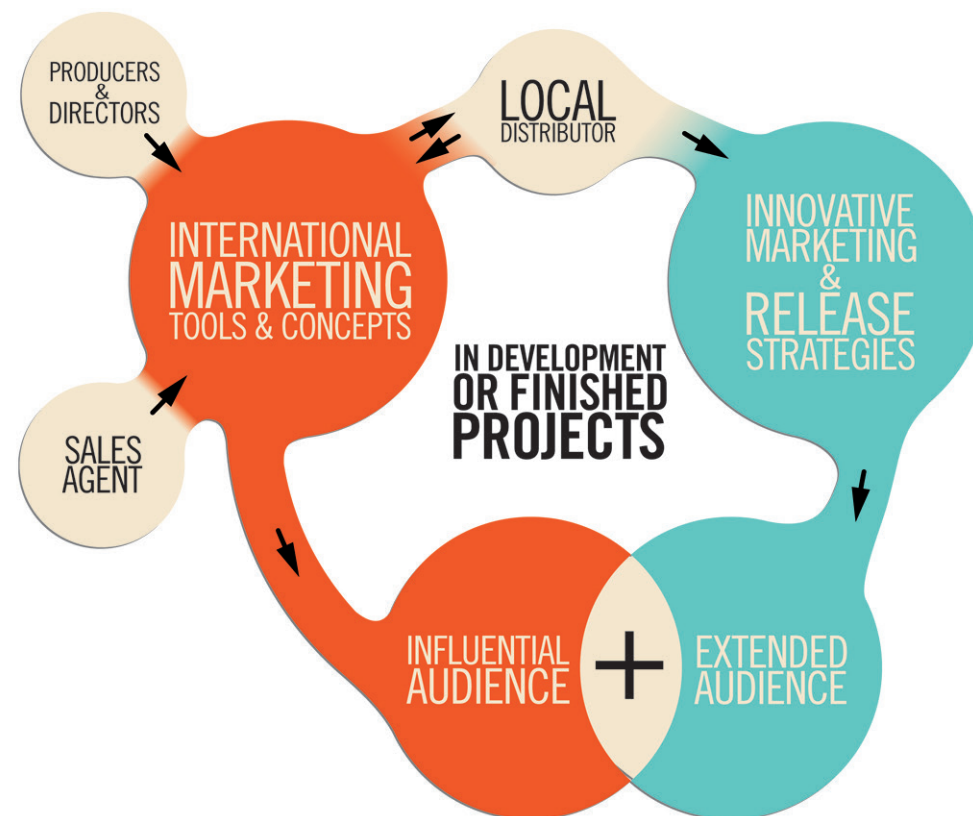 PRODUCERS
&
DIRECTORS
LOCAL
DISTRIBUTOR
INTERNATIONAL
MARKETING
TOOLS & CONCEPTS
INNOVATIVE
MARKETING
&
RELEASE
STRATEGIES
IN DEVELOPMENT
OR FINISHED
PROJECTS
SALES
AGENT
INFLUENTIAL
AUDIENCE
+
EXTENDED
AUDIENCE